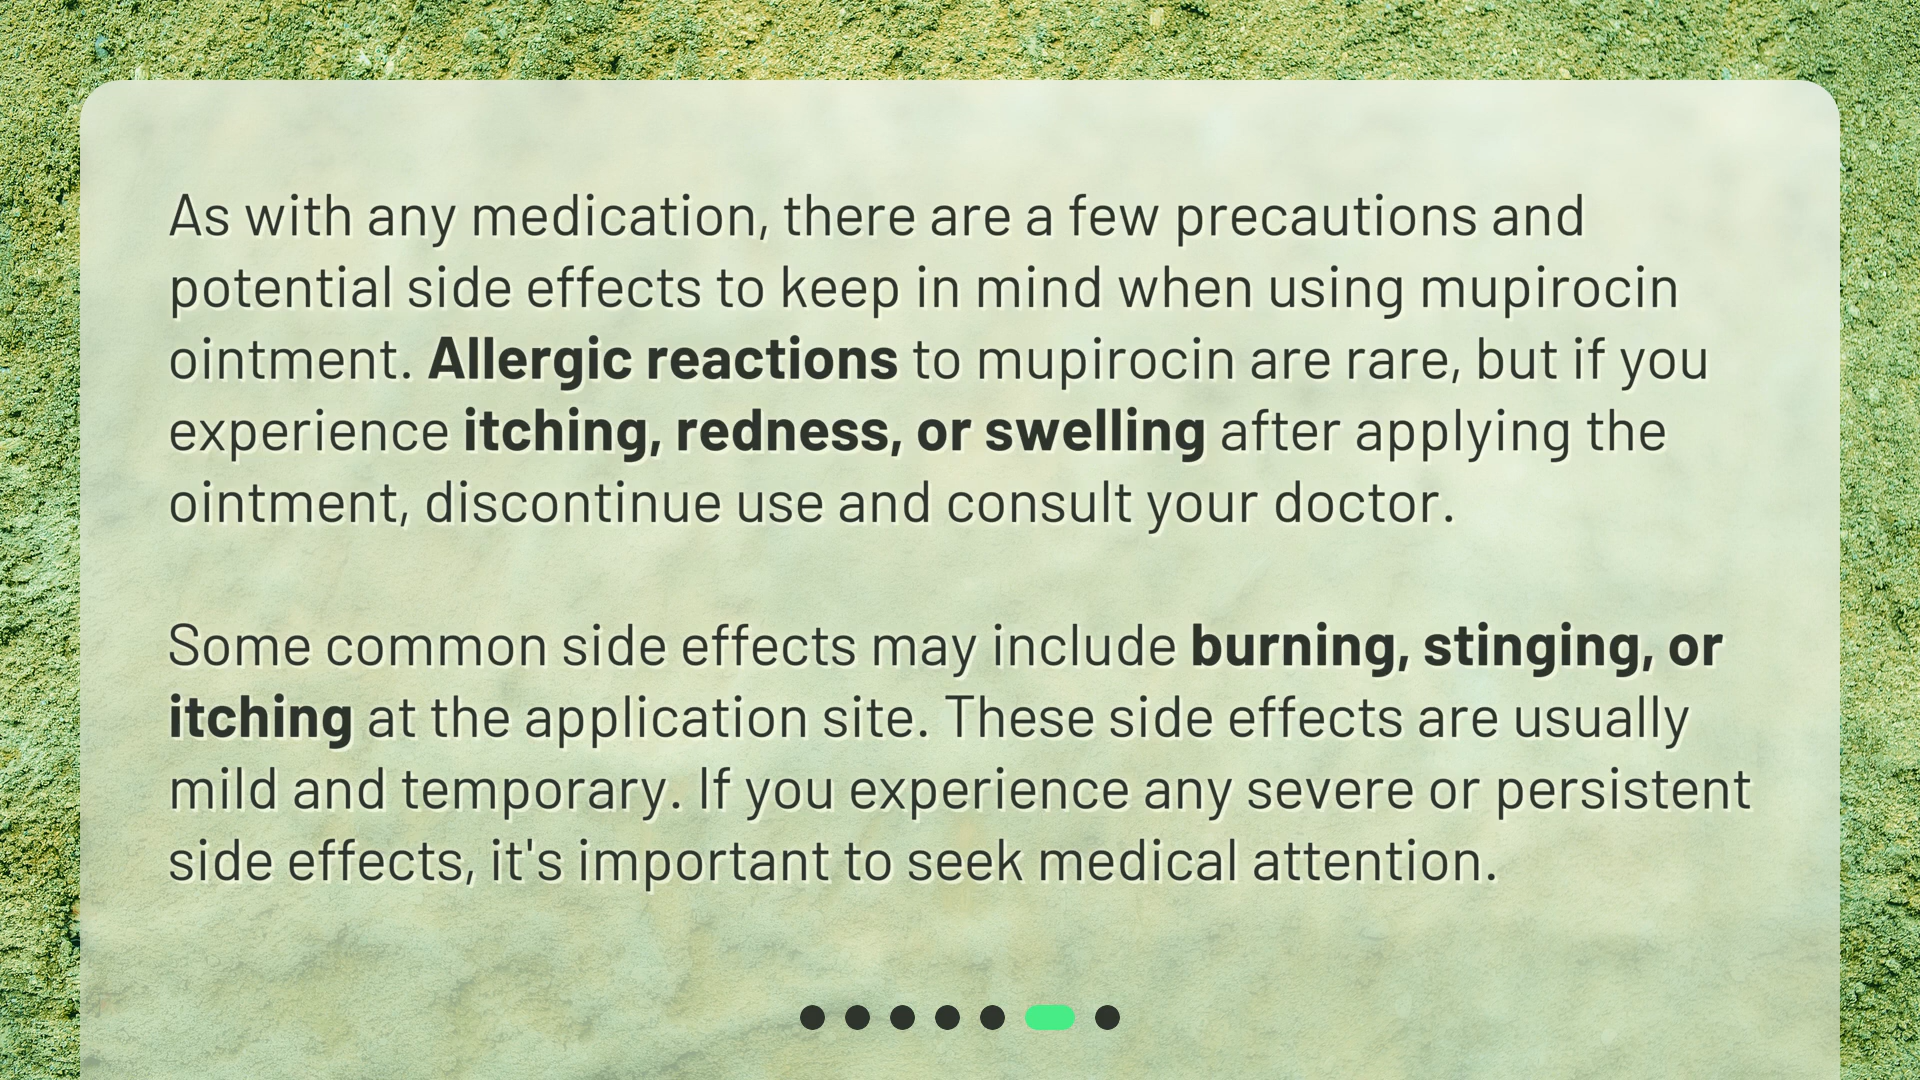 As with any medication, there are a few precautions and
potential side effects to keep in mind when using mupirocin
ointment. Allergic reactions to mupirocin are rare, but if you
experience itching, redness, or swelling after applying the
ointment, discontinue use and consult your doctor.
Some common side effects may include burning, stinging, or
itching at the application site. These side effects are usually
mild and temporary. If you experience any severe or persistent
side effects, it's important to seek medical attention.